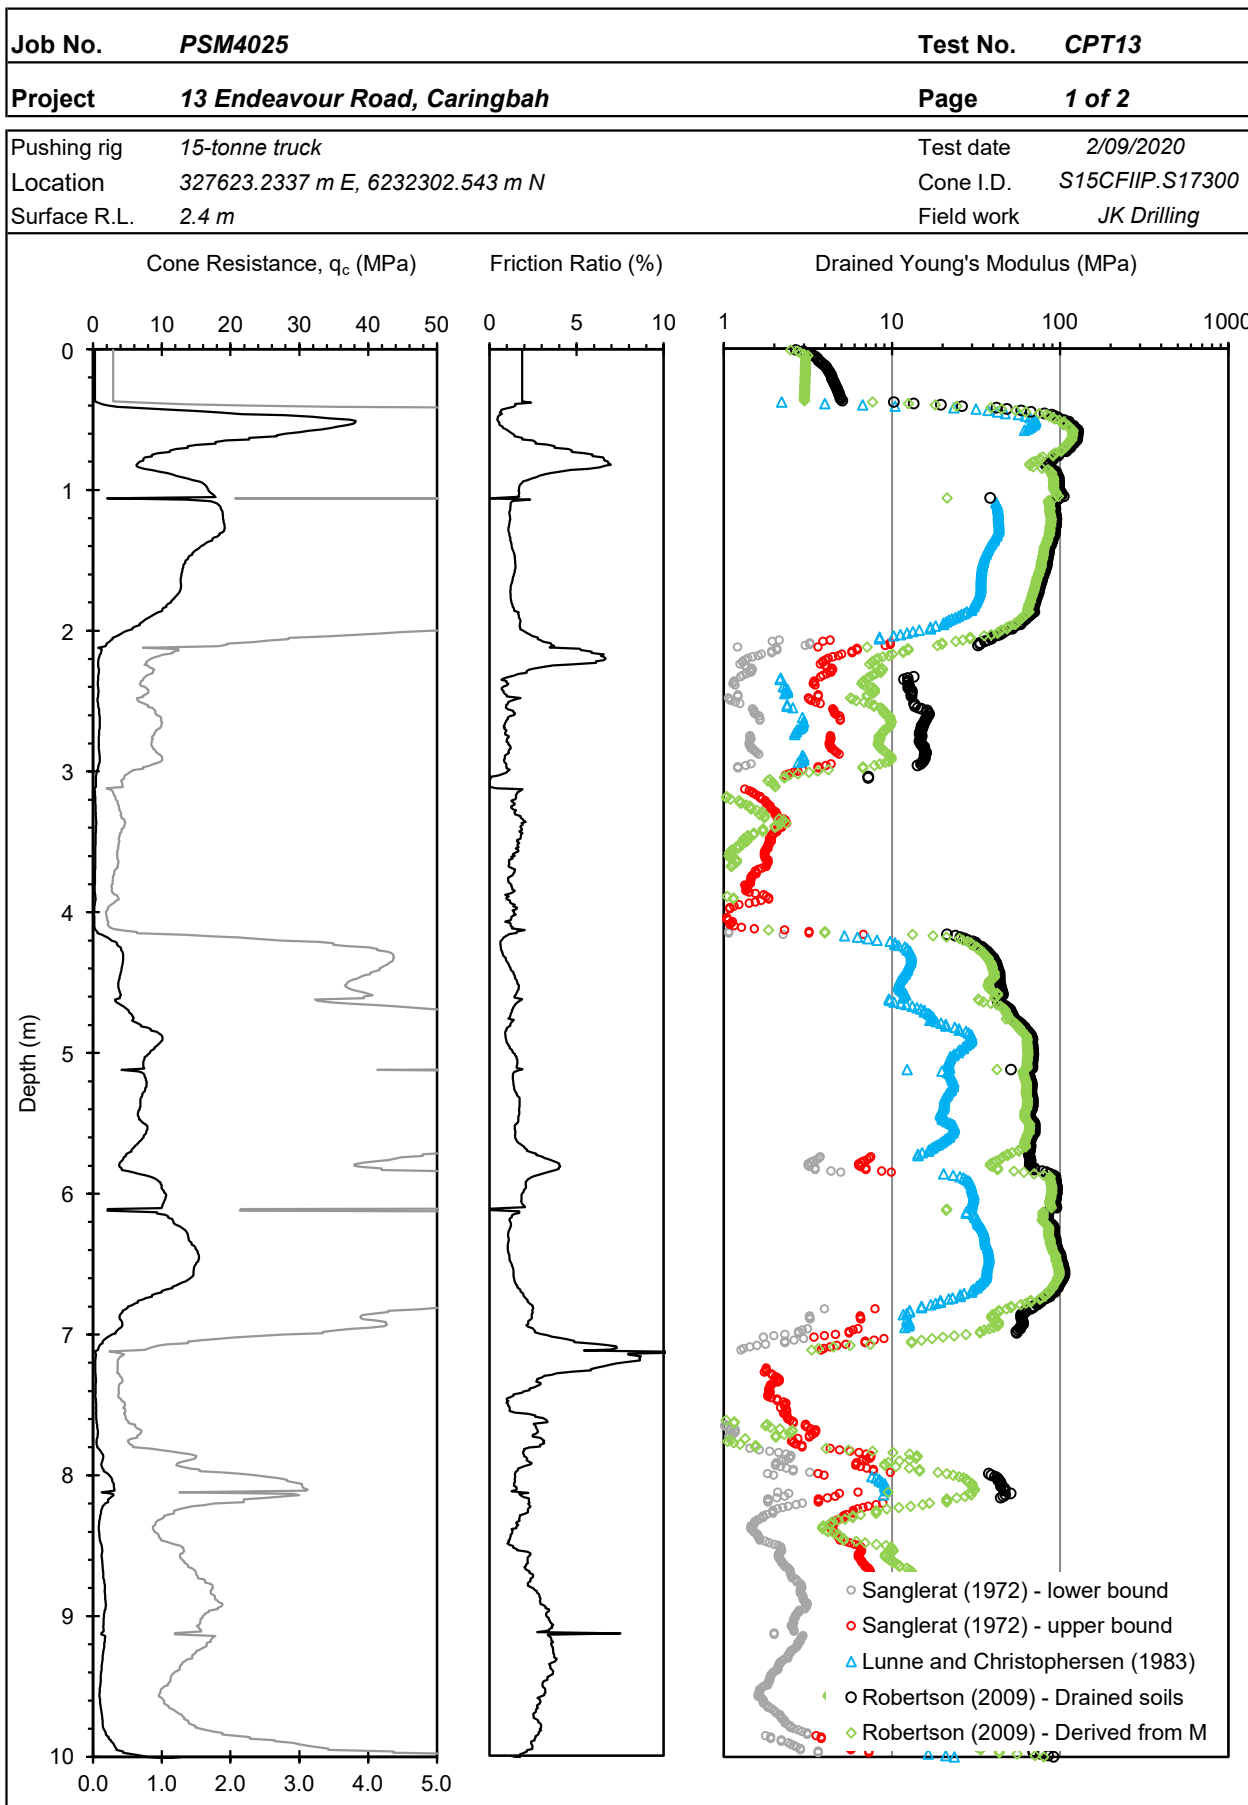 Job No. PSM4025 Test No. CPT13
Project 13 Endeavour Road, Caringbah Page 1 of 2
Pushing rig 15-tonne truck Test date 2/09/2020
Location 327623.2337 m E, 6232302.543 m N Cone I.D. S15CFIIP.S17300
Surface R.L. 2.4 m Field work JK Drilling
Cone Resistance, qc (MPa) Friction Ratio (%) Drained Young's Modulus (MPa)
0 10 20 30 40 50 0 5 10 1 10 100 1000
0
1
2
3
4
5
6
7
8
9
10
Depth (m)
Sanglerat (1972) - lower bound
Sanglerat (1972) - upper bound
Lunne and Christophersen (1983)
Robertson (2009) - Drained soils
Robertson (2009) - Derived from M
0.0 1.0 2.0 3.0 4.0 5.0